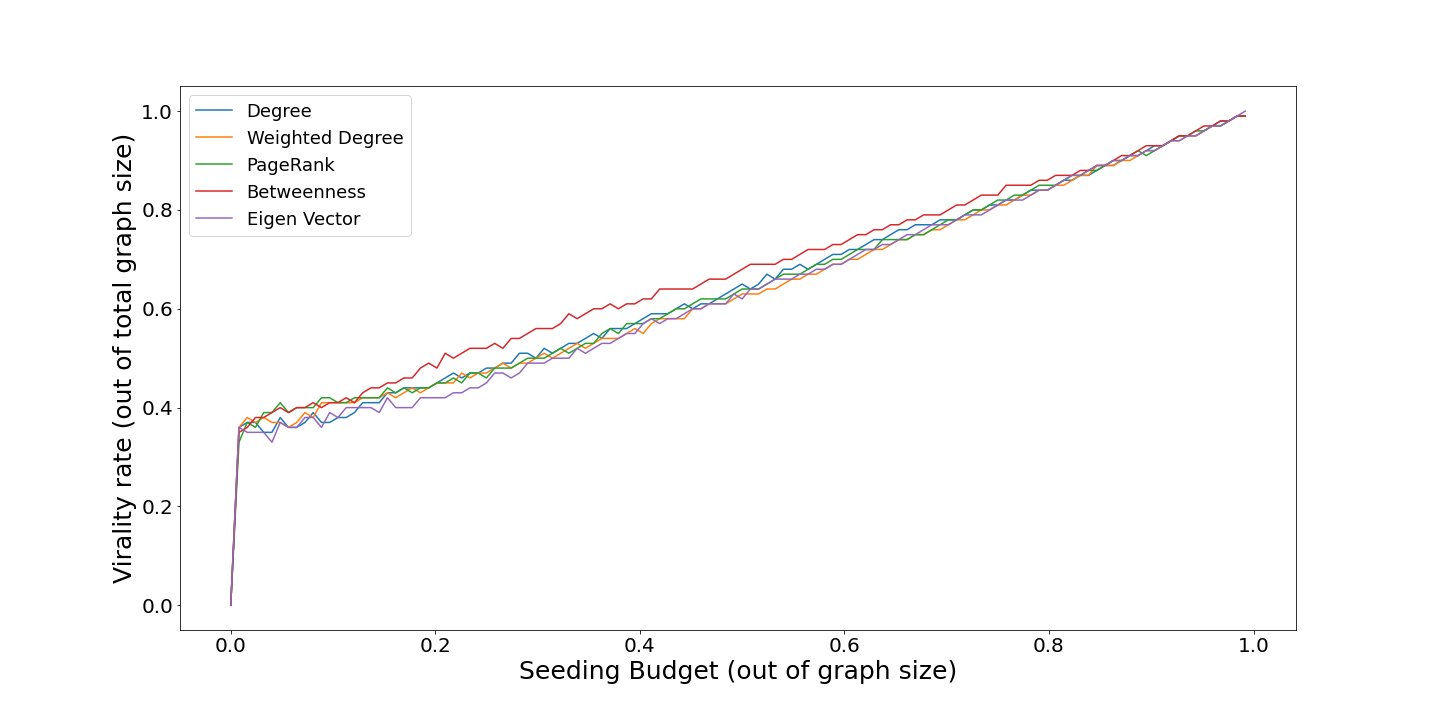 Degree
Weighted Degree
PageRank
Betweenness
Eigen Vector
1.0
0.8
0.6
0.4
0.2
0.0
Virality rate (out of total graph size)
0.0 0.2 0.4 0.6 0.8 1.0
Seeding Budget (out of graph size)